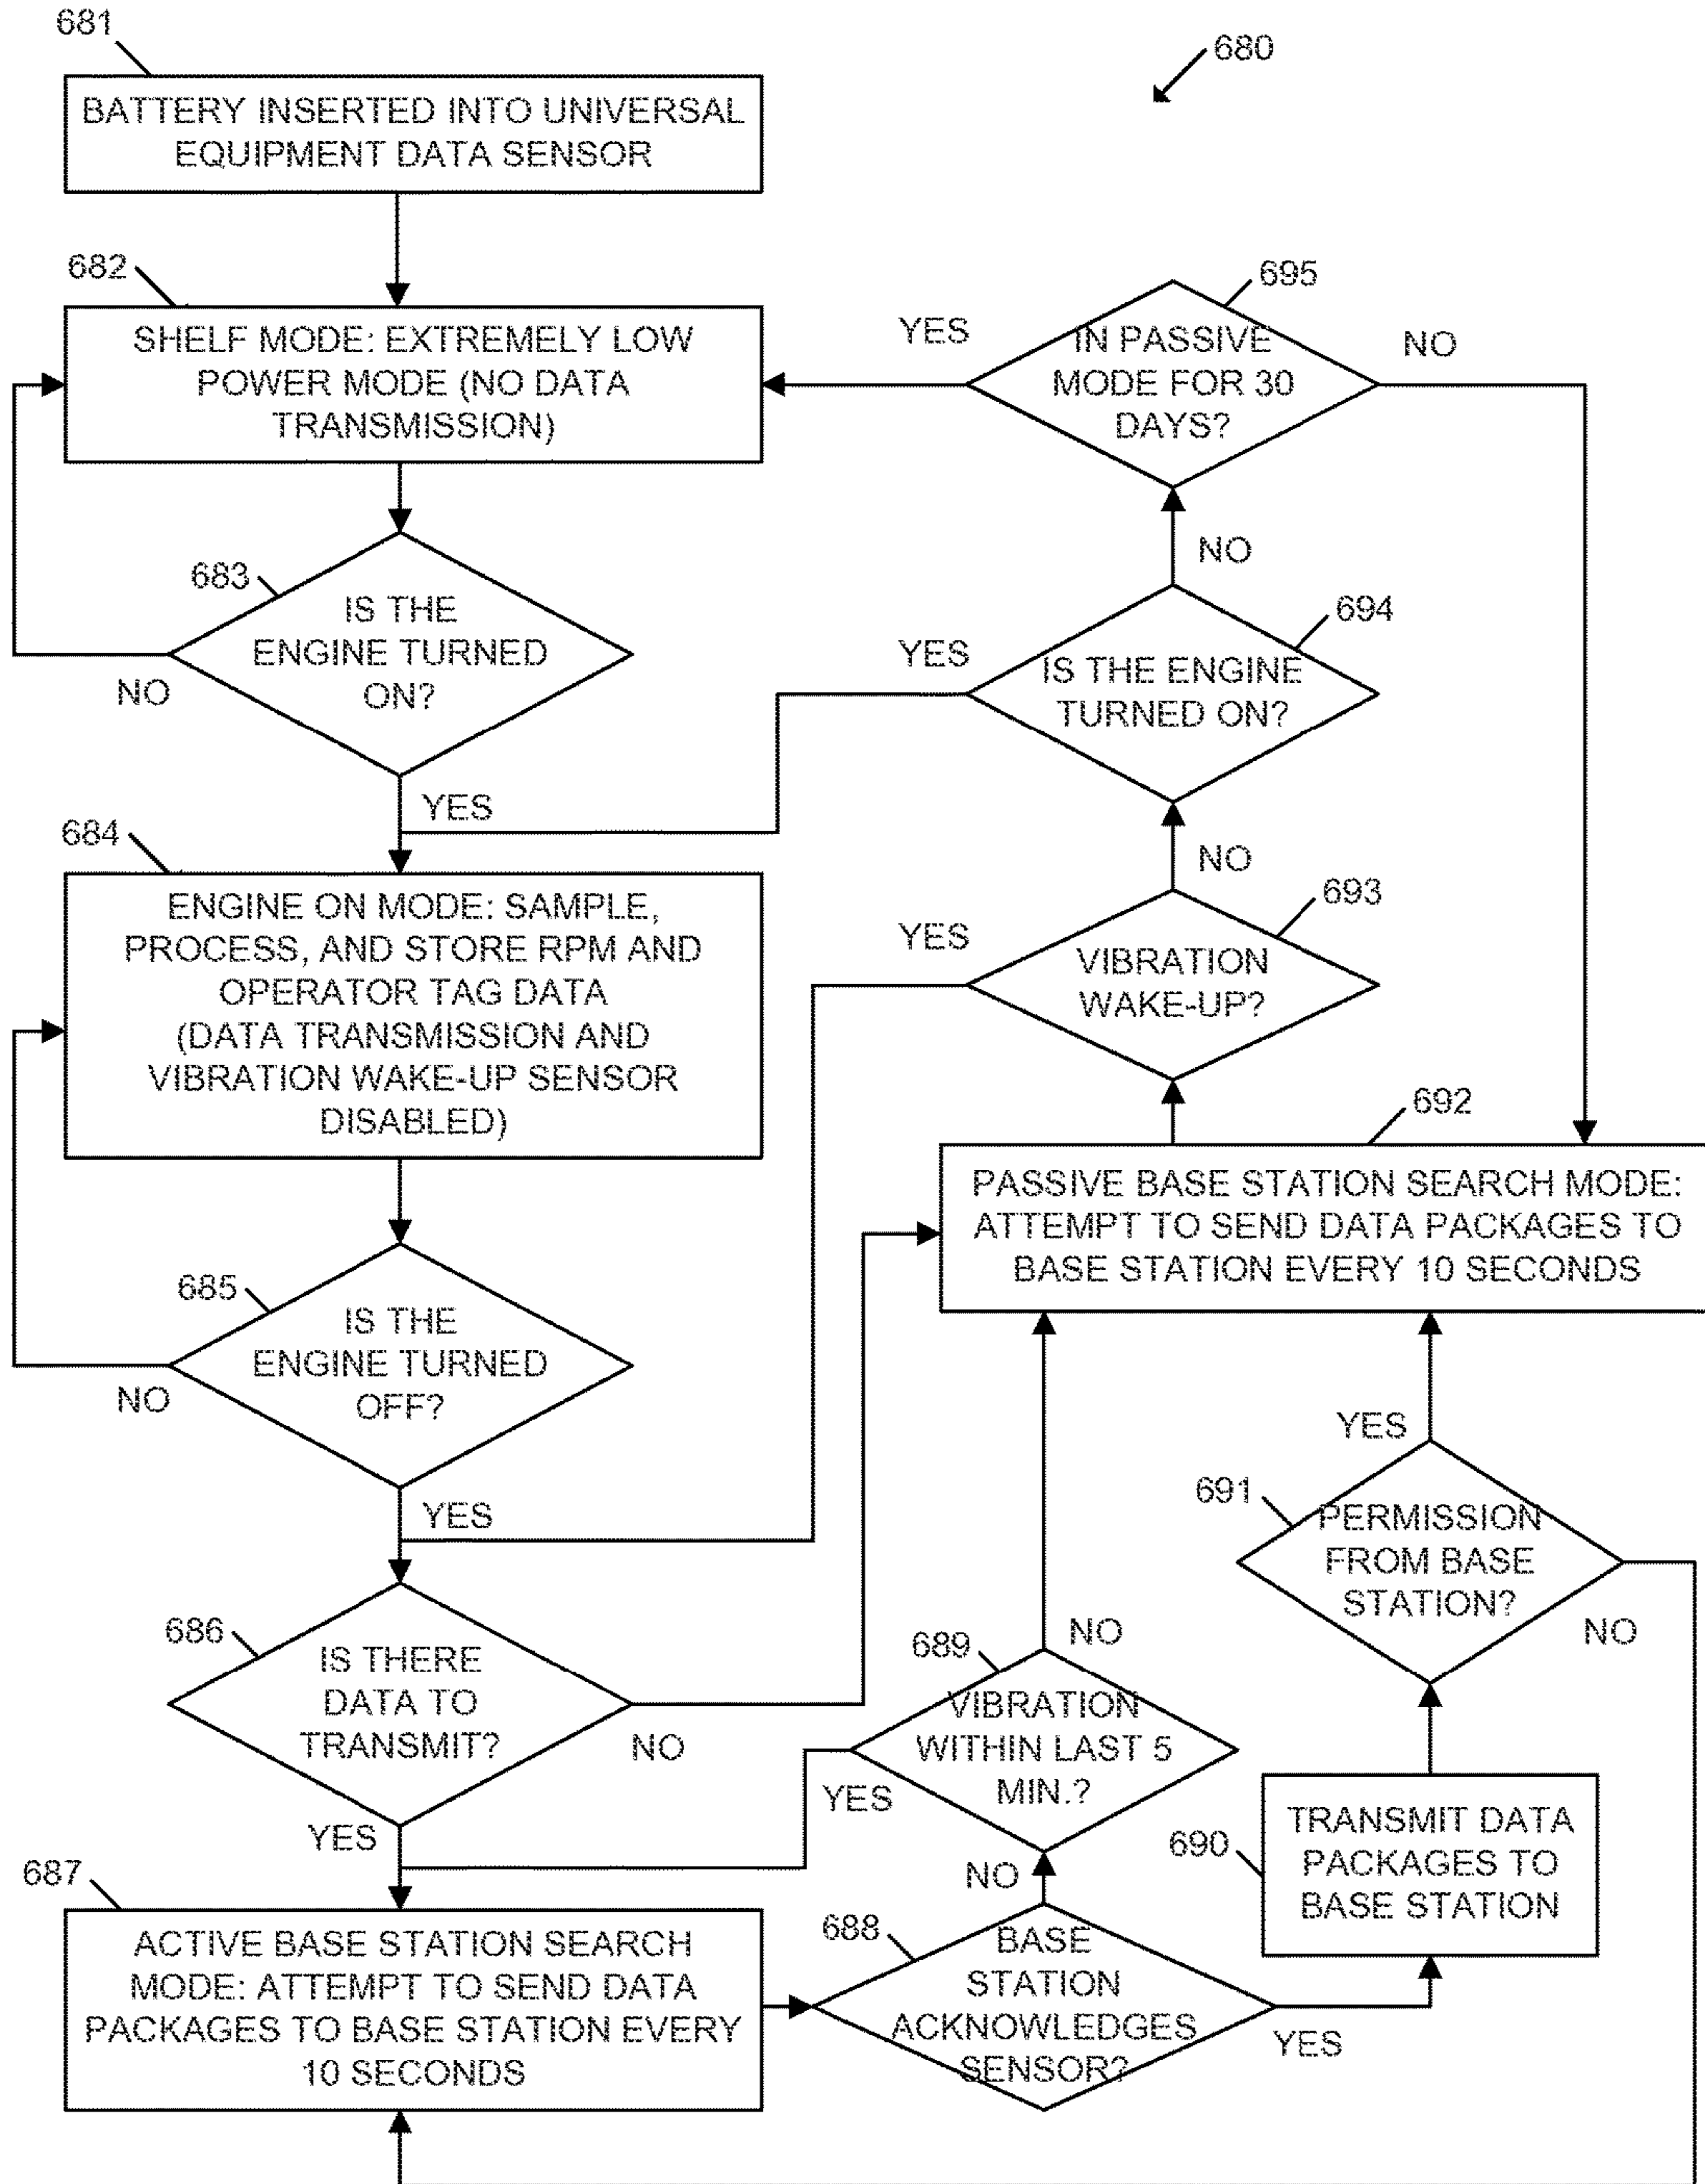 681
680
BATTERY INSERTED INTO UNIVERSAL
EQUIPMENT DATA SENSOR
682
SHELF MODE: EXTREMELY LOW
POWER MODE (NO DATA
TRANSMISSION)
695
YES
IN PASSIVE
MODE FOR 30
DAYS?
NO
683
IS THE
ENGINE TURNED
ON?
NO
YES
NO
694
YES
IS THE ENGINE
TURNED ON?
684
ENGINE ON MODE: SAMPLE,
PROCESS, AND STORE RPM AND
OPERATOR TAG DATA
(DATA TRANSMISSION AND
VIBRATION WAKE-UP SENSOR
DISABLED)
NO
693
YES
VIBRATION
WAKE-UP?
692
PASSIVE BASE STATION SEARCH MODE:
ATTEMPT TO SEND DATA PACKAGES TO
BASE STATION EVERY 10 SECONDS
685
IS THE
ENGINE TURNED
OFF?
NO
YES
YES
691
PERMISSION
FROM BASE
STATION?
NO
686
IS THERE
DATA TO
TRANSMIT?
NO
YES
NO
689
VIBRATION
WITHIN LAST 5
MIN.?
YES
690
TRANSMIT DATA
PACKAGES TO
BASE STATION
687
ACTIVE BASE STATION SEARCH
MODE: ATTEMPT TO SEND DATA
PACKAGES TO BASE STATION EVERY
10 SECONDS
NO
688
BASE
STATION
ACKNOWLEDGES
SENSOR?
YES